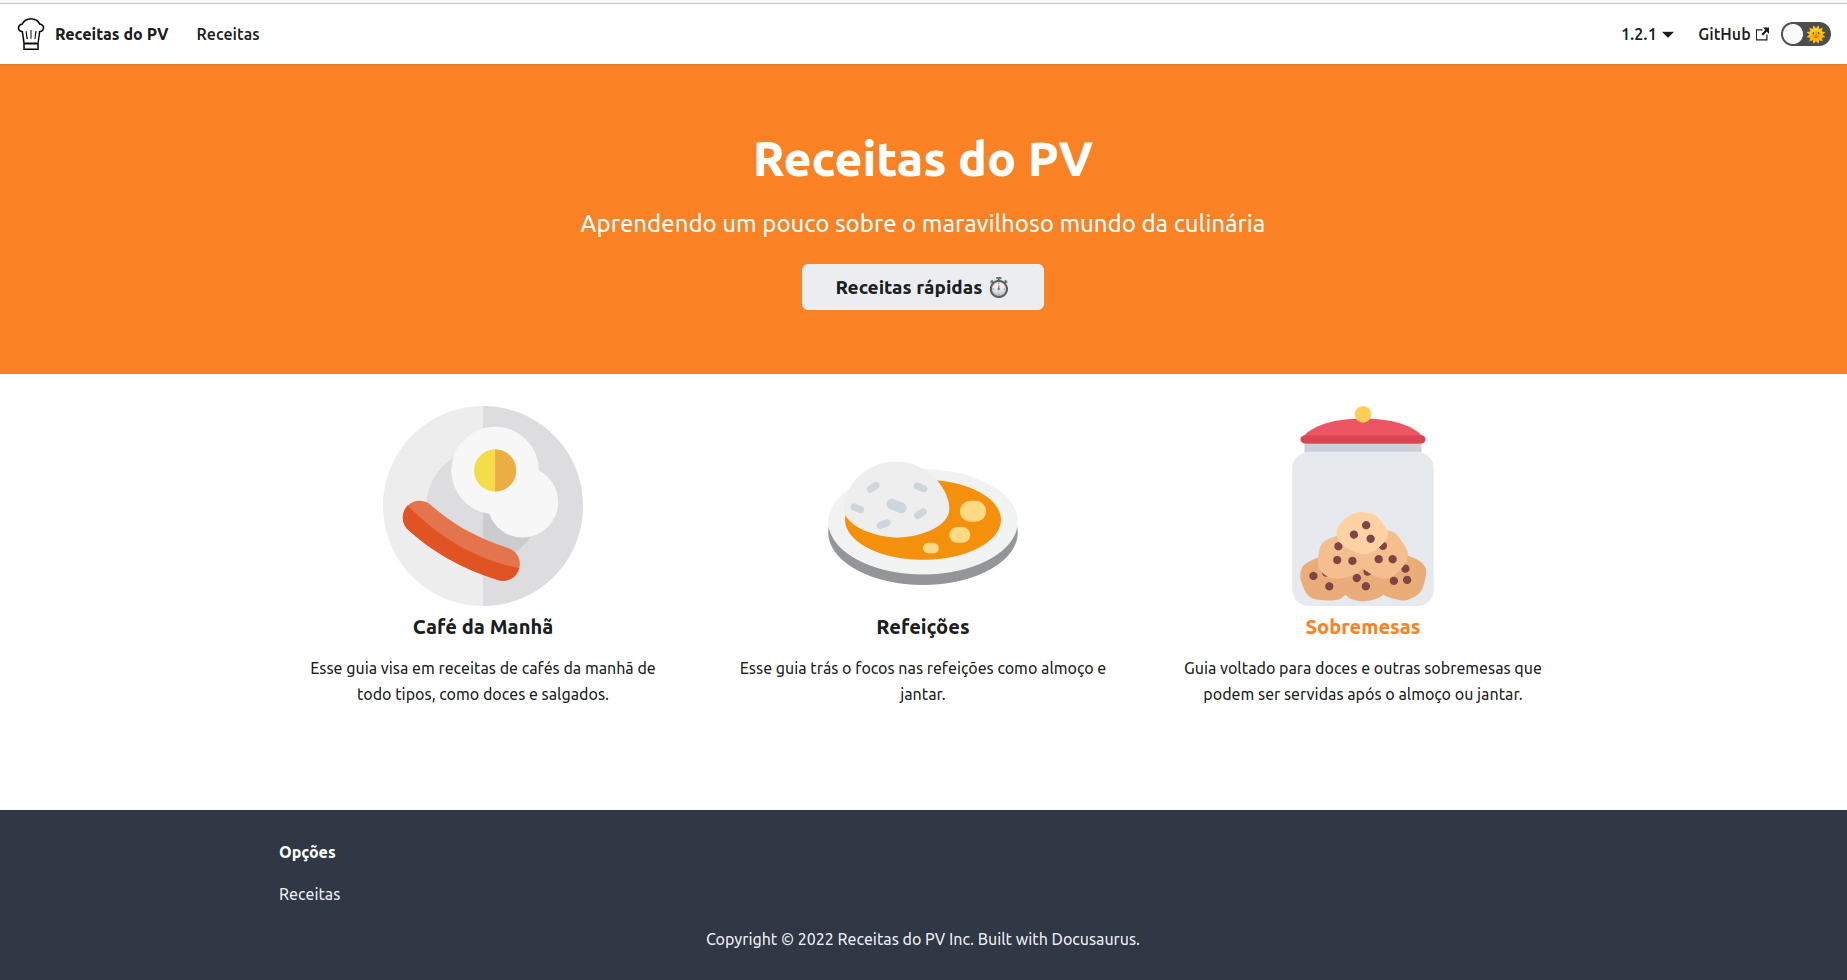 Receitas do PV
Receitas
1.2.1
GitHub
Receitas do PV
Aprendendo um pouco sobre o maravilhoso mundo da culinária
Receitas rápidas
Café da Manhã
Esse guia visa em receitas de cafés da manhã de
todo tipos, como doces e salgados.
Refeições
Esse guia trás o focos nas refeições como almoço e
jantar.
Sobremesas
Guia voltado para doces e outras sobremesas que
podem ser servidas após o almoço ou jantar.
Opções
Receitas
Copyright © 2022 Receitas do PV Inc. Built with Docusaurus.